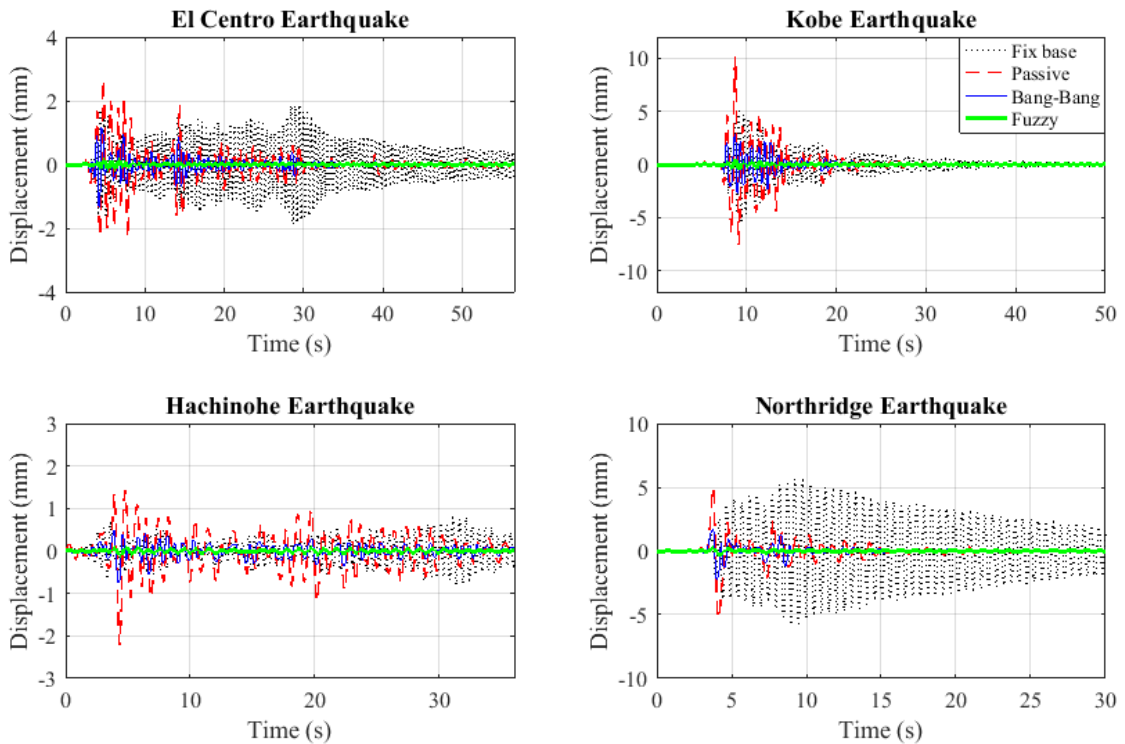 El Centro Earthquake
4
2
0
-2
-4
Displacement (mm)
0 10 20 30 40 50
Time (s)
Kobe Earthquake
10
5
0
-5
-10
Displacement (mm)
0 10 20 30 40 50
Time (s)
Fix base
Passive
Bang-Bang
Fuzzy
Hachinohe Earthquake
3
2
1
0
-1
-2
-3
Displacement (mm)
0 10 20 30
Time (s)
Northridge Earthquake
10
5
0
-5
-10
Displacement (mm)
0 5 10 15 20 25 30
Time (s)